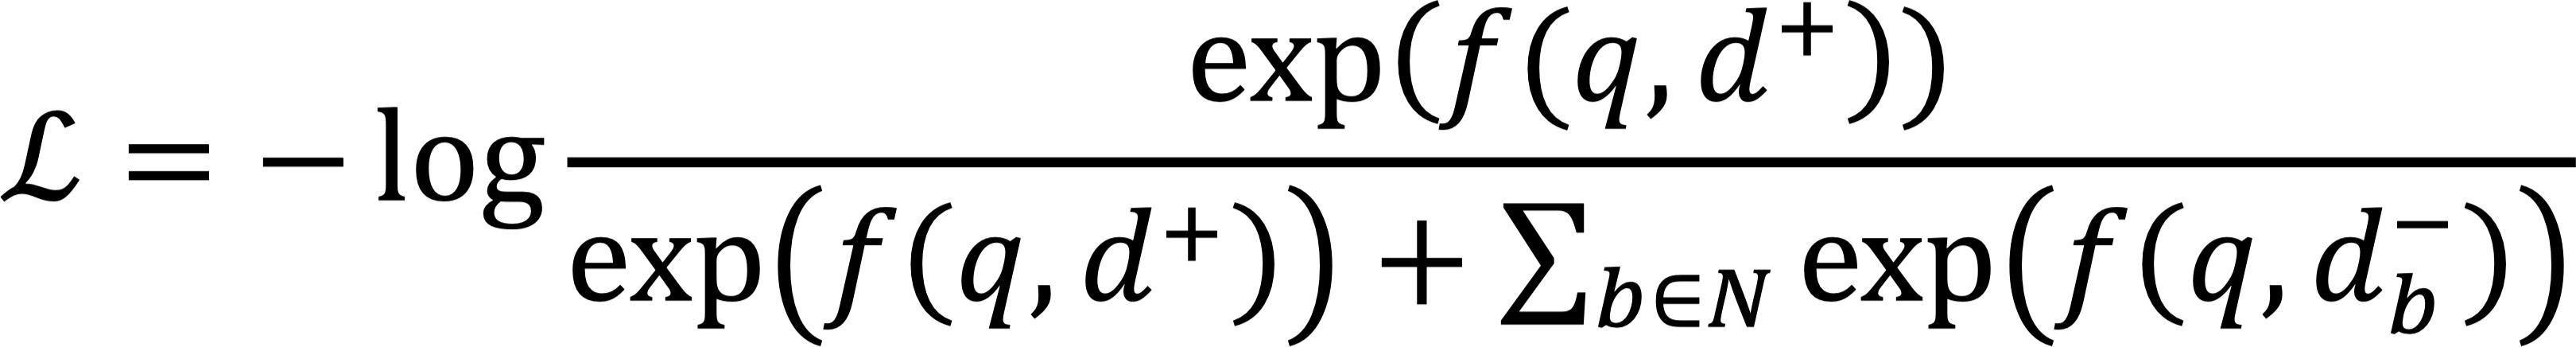 ℒ = − log exp(f(q, d⁺)) / exp(f(q, d⁺)) + ∑_{b∈N} exp(f(q, d_b⁻))